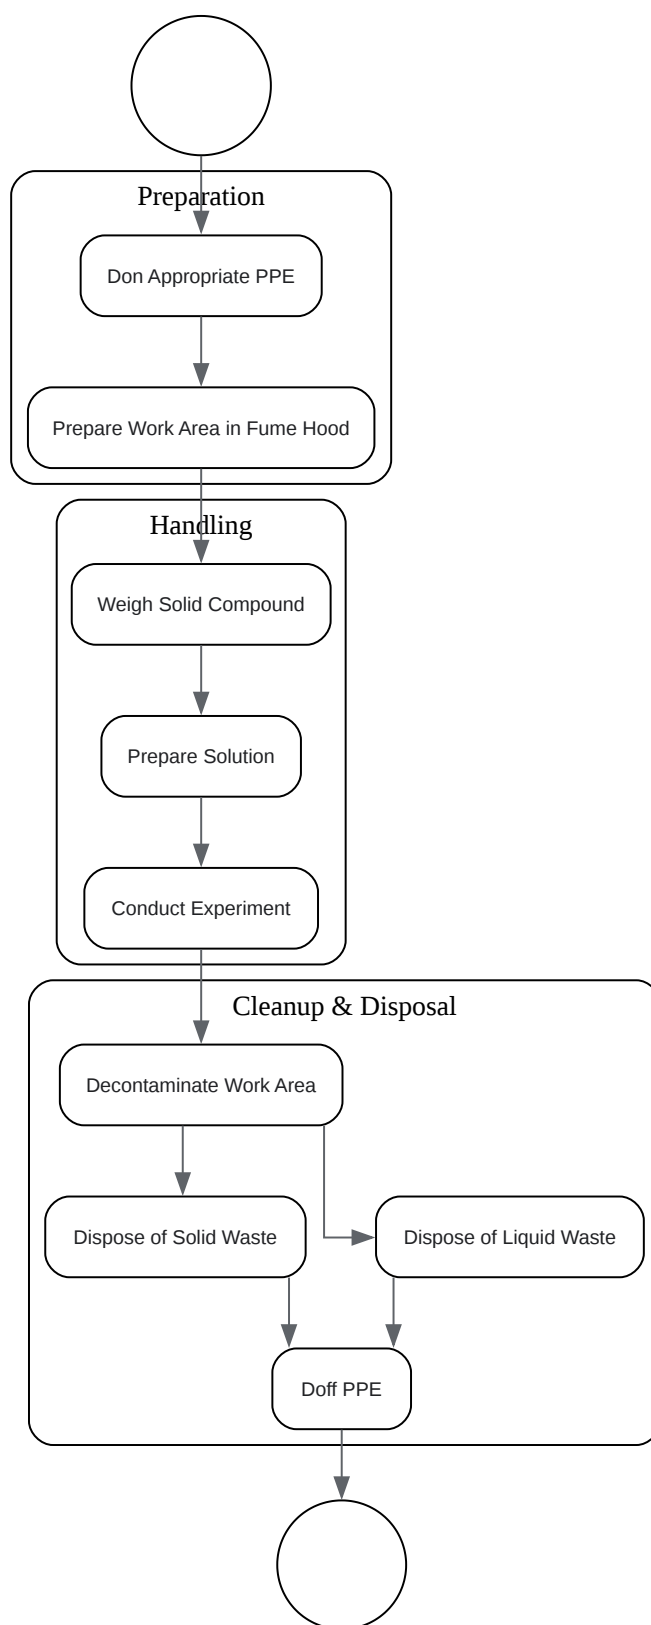 Preparation
Don Appropriate PPE
Prepare Work Area in Fume Hood
Handling
Weigh Solid Compound
Prepare Solution
Conduct Experiment
Cleanup & Disposal
Decontaminate Work Area
Dispose of Solid Waste
Dispose of Liquid Waste
Doff PPE